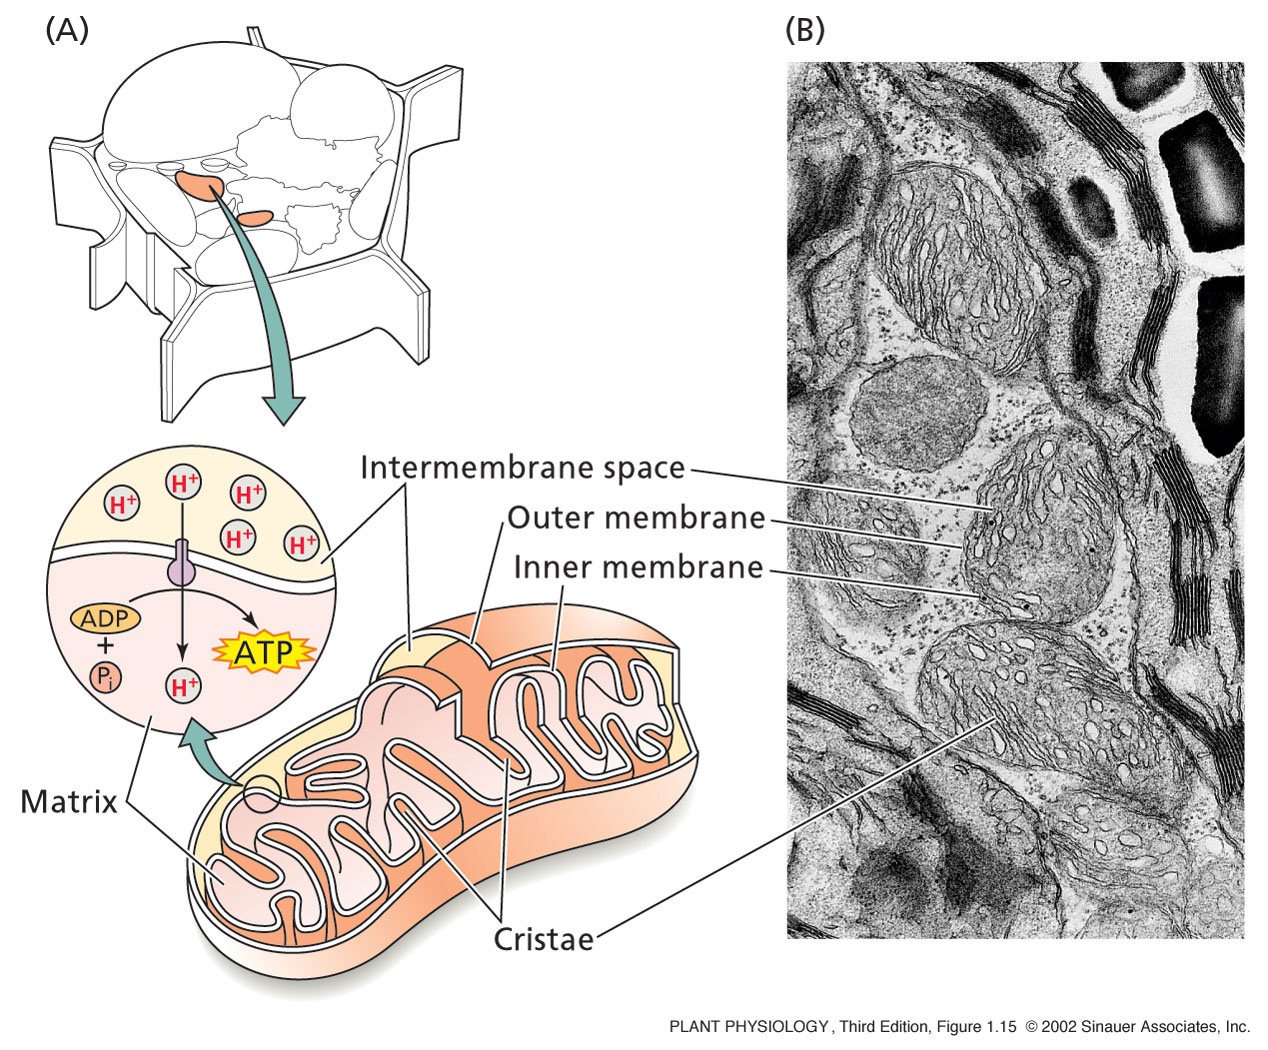 (A)
(B)
H+
H+
H+
H+
H+
ADP
+
Pi
ATP
H+
Intermembrane space
Outer membrane
Inner membrane
Matrix
Cristae
PLANT PHYSIOLOGY, Third Edition, Figure 1.15 © 2002 Sinauer Associates, Inc.